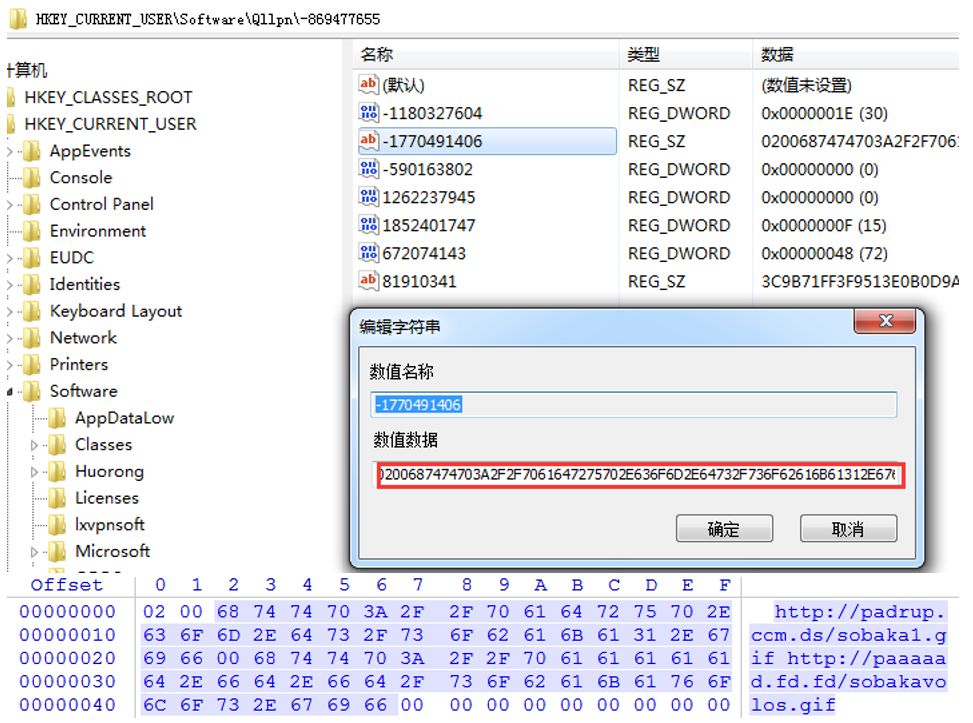 HKEY_CURRENT_USER\Software\Qllpn\-869477655
计算机
HKEY_CLASSES_ROOT
HKEY_CURRENT_USER
AppEvents
Console
Control Panel
Environment
EUDC
Identities
Keyboard Layout
Network
Printers
Software
AppDataLow
Classes
Huorong
Licenses
lxvpnsoft
Microsoft
名称 类型 数据
(默认) REG_SZ (数值未设置)
-1180327604 REG_DWORD 0x0000001E (30)
-1770491406 REG_SZ 0200687474703A2F2F7061
-590163802 REG_DWORD 0x00000000 (0)
1262237945 REG_DWORD 0x00000000 (0)
1852401747 REG_DWORD 0x0000000F (15)
672074143 REG_DWORD 0x00000048 (72)
81910341 REG_SZ 3C9B71FF3F9513E0B0D9A
编辑字符串
数值名称
-1770491406
数值数据
0200687474703A2F2F7061647275702E636F6D2E64732F736F62616B61312E676
确定 取消
Offset 0 1 2 3 4 5 6 7 8 9 A B C D E F
00000000 02 00 68 74 74 70 3A 2F 2F 70 61 64 72 75 70 2E http://padrup.
00000010 63 6F 6D 2E 64 73 2F 73 6F 62 61 6B 61 31 2E 67 ccm.ds/sobaka1.g
00000020 69 66 00 68 74 74 70 3A 2F 2F 70 61 61 61 61 61 if http://paaaaa
00000030 64 2E 66 64 2E 66 64 2F 73 6F 62 61 6B 61 76 6F d.fd.fd/sobakavo
00000040 6C 6F 73 2E 67 69 66 00 00 00 00 00 00 00 00 00 los.gif